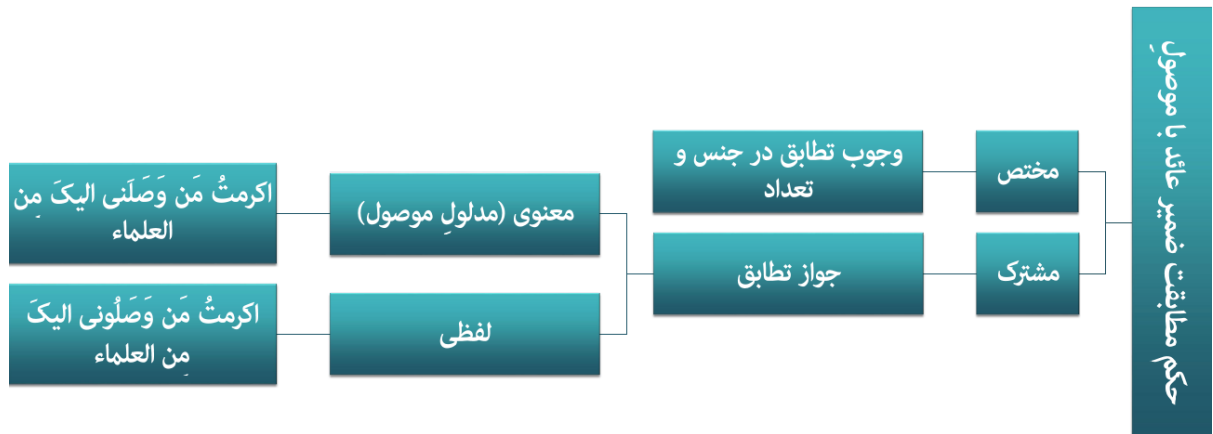 حکم مطابقت ضمیر عائد با موصولِ
مختص
وجوب تطابق در جنس و
تعداد
مشترک
جواز تطابق
معنوی (مدلولِ موصول)
اکرمتُ مَن وَصَلَنی الیکَ مِن
العلماء
لفظی
اکرمتُ مَن وَصَلُونی الیکَ
مِن العلماء